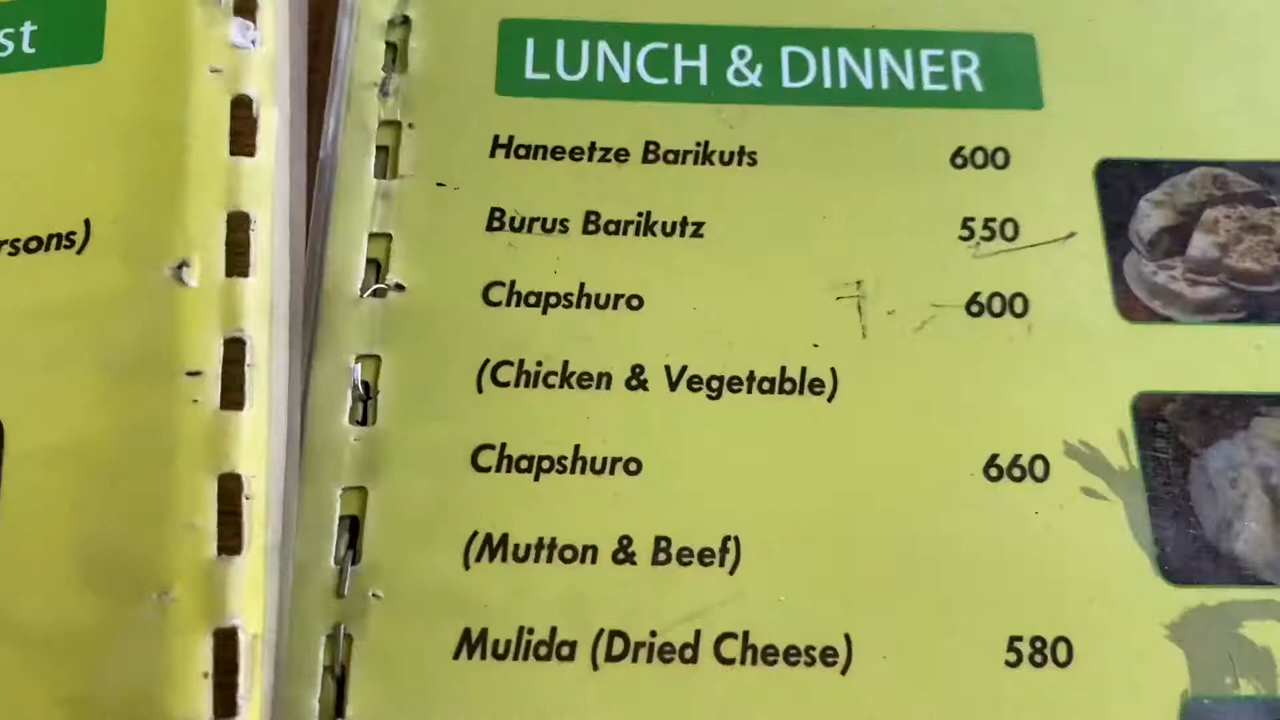 st
rsons)
LUNCH & DINNER
Haneetze Barikuts 600
Burus Barikutz 550
Chapshuro 600
(Chicken & Vegetable)
Chapshuro 660
(Mutton & Beef)
Mulida (Dried Cheese) 580